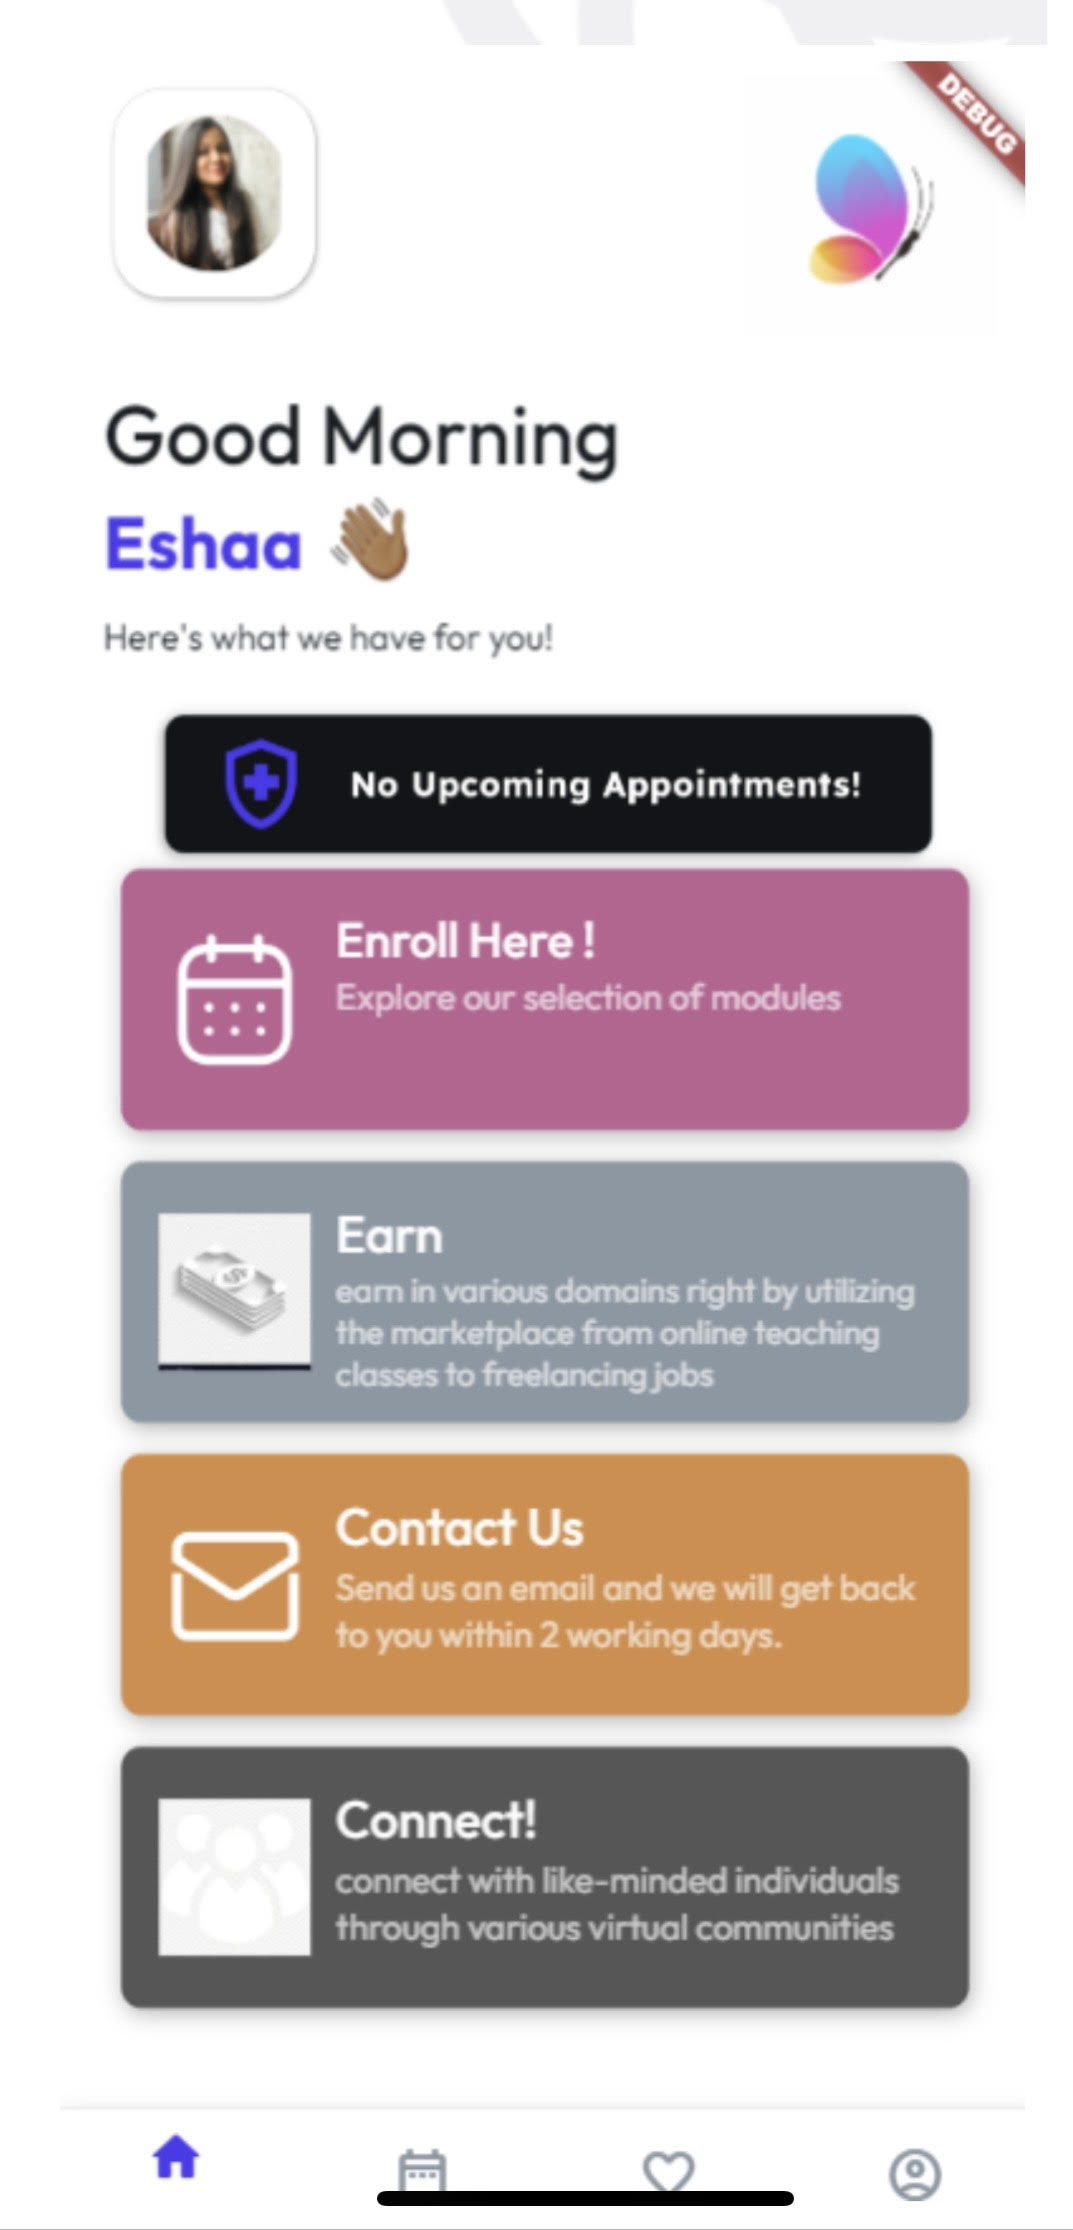 DEBUG
Good Morning
Eshaa 👋🏾
Here's what we have for you!
No Upcoming Appointments!
Enroll Here !
Explore our selection of modules
Earn
earn in various domains right by utilizing
the marketplace from online teaching
classes to freelancing jobs
Contact Us
Send us an email and we will get back
to you within 2 working days.
Connect!
connect with like-minded individuals
through various virtual communities